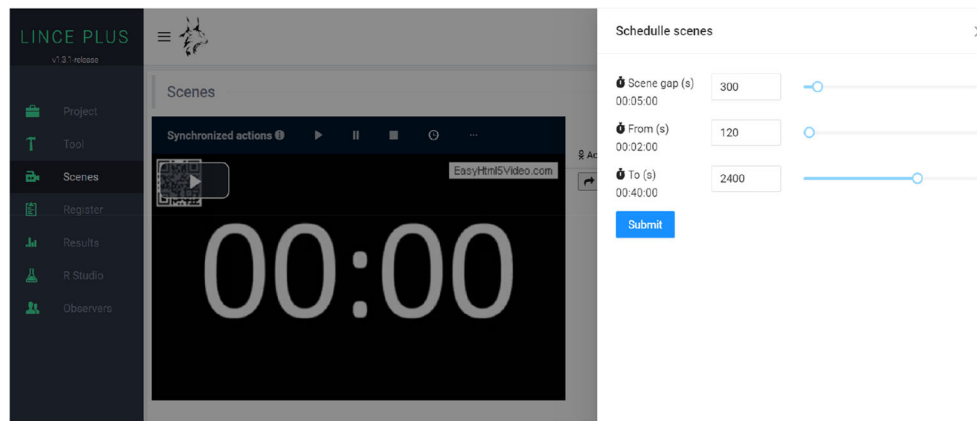 LINCE PLUS
v1.3.1-release
Project
Tool
Scenes
Register
Results
R Studio
Observers
Scenes
Synchronized actions
EasyHtml5Video.com
00:00
Schedulle scenes
Scene gap (s)
300
00:05:00
From (s)
120
00:02:00
To (s)
2400
00:40:00
Submit